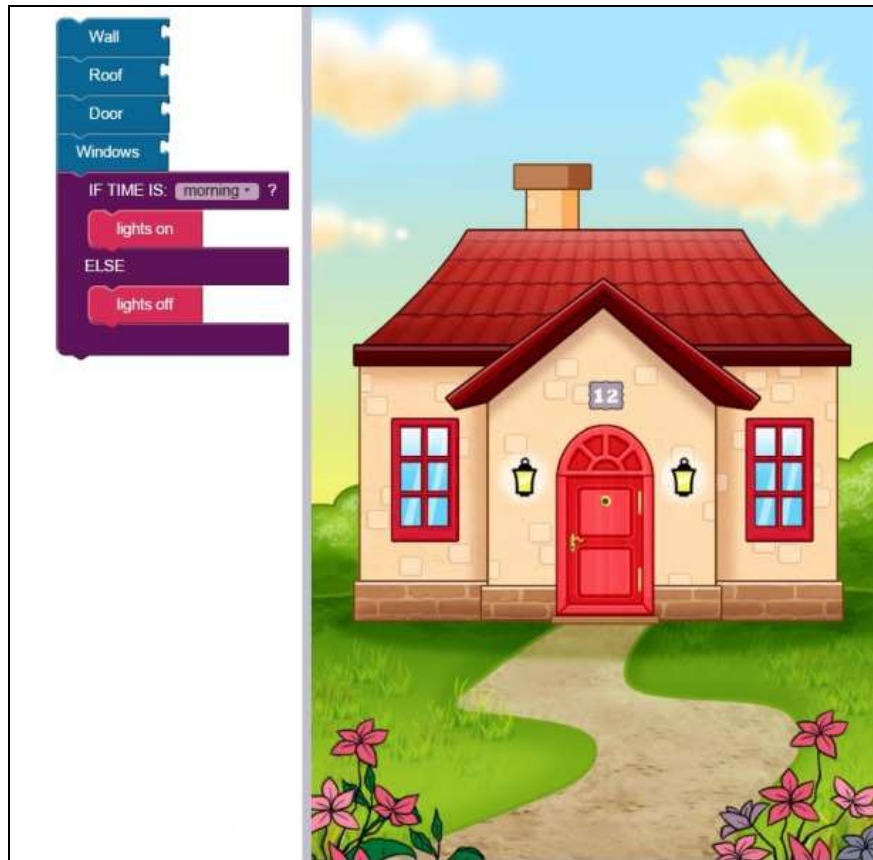 Wall
Roof
Door
Windows
IF TIME IS: morning ?
lights on
ELSE
lights off
12